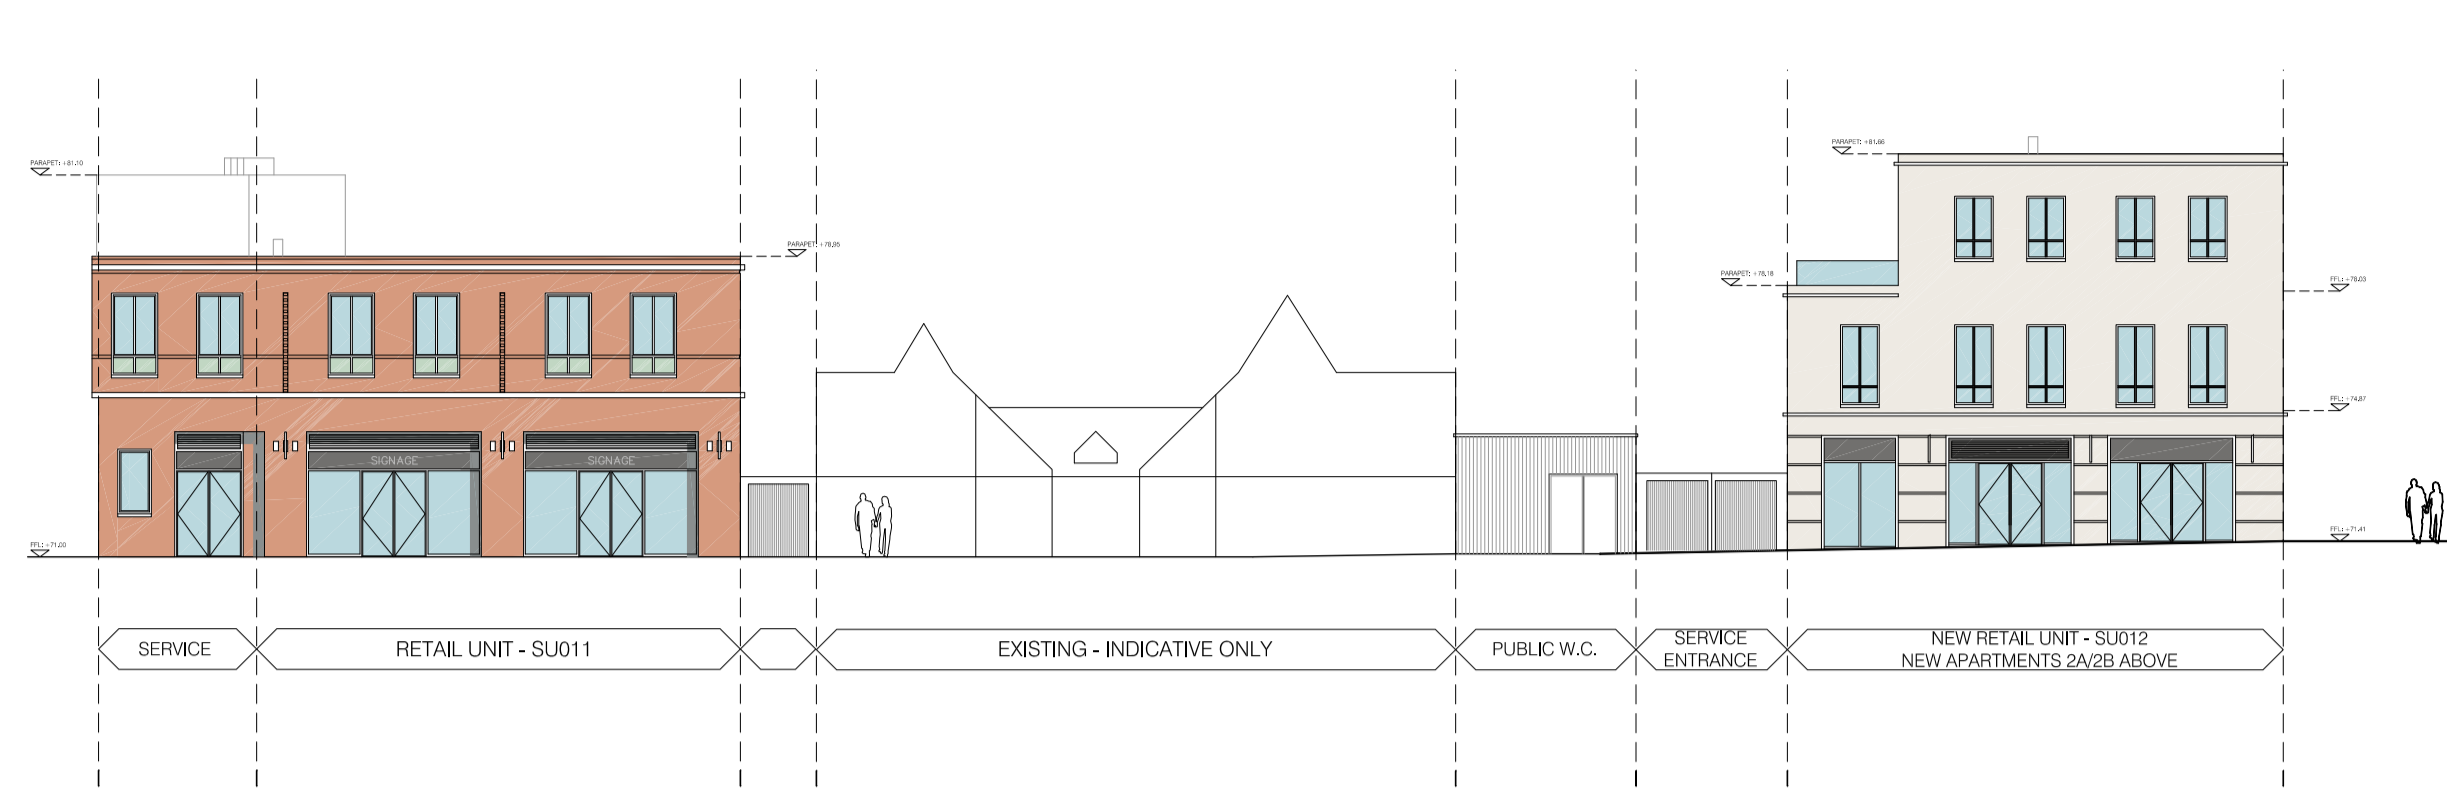 PARAPET: +81.66
PARAPET: +81.10
PARAPET: +78.95
PARAPET: +78.18
FFL: +78.03
FFL: +74.87
SIGNAGE
SIGNAGE
FFL: +71.41
FFL: +71.00
SERVICE
RETAIL UNIT - SU011
EXISTING - INDICATIVE ONLY
PUBLIC W.C.
SERVICE
ENTRANCE
NEW RETAIL UNIT - SU012
NEW APARTMENTS 2A/2B ABOVE